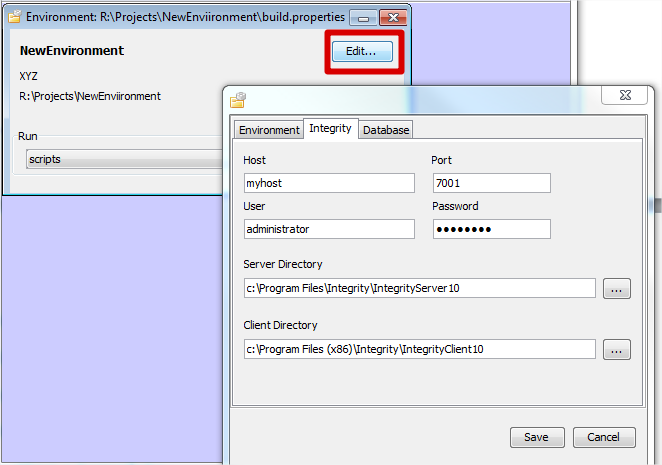 Environment: R:\Projects\NewEnviironment\build.properties
NewEnvironment
Edit...
XYZ
R:\Projects\NewEnviironment
Run
scripts
Environment Integrity Database
Host Port
myhost 7001
User Password
administrator ●●●●●●●●
Server Directory
c:\Program Files\Integrity\IntegrityServer10 ...
Client Directory
c:\Program Files (x86)\Integrity\IntegrityClient10 ...
Save Cancel